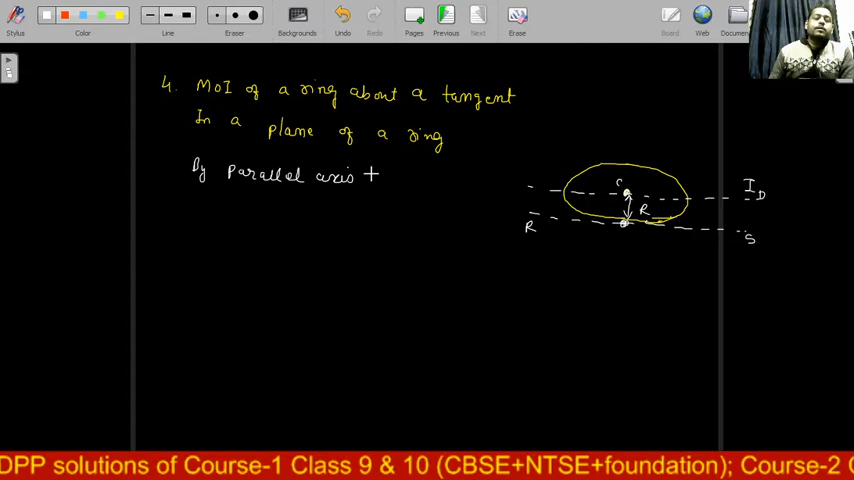 Stylus
Color
Line
Eraser
Backgrounds
Undo
Redo
Pages
Previous
Next
Erase
Board
Web
Documen
4. MoI of a ring about a tangent
In a plane of a ring
By Parallel axis t
C
I D
R
R
S
DPP solutions of Course-1 Class 9 & 10 (CBSE+NTSE+foundation); Course-2 C